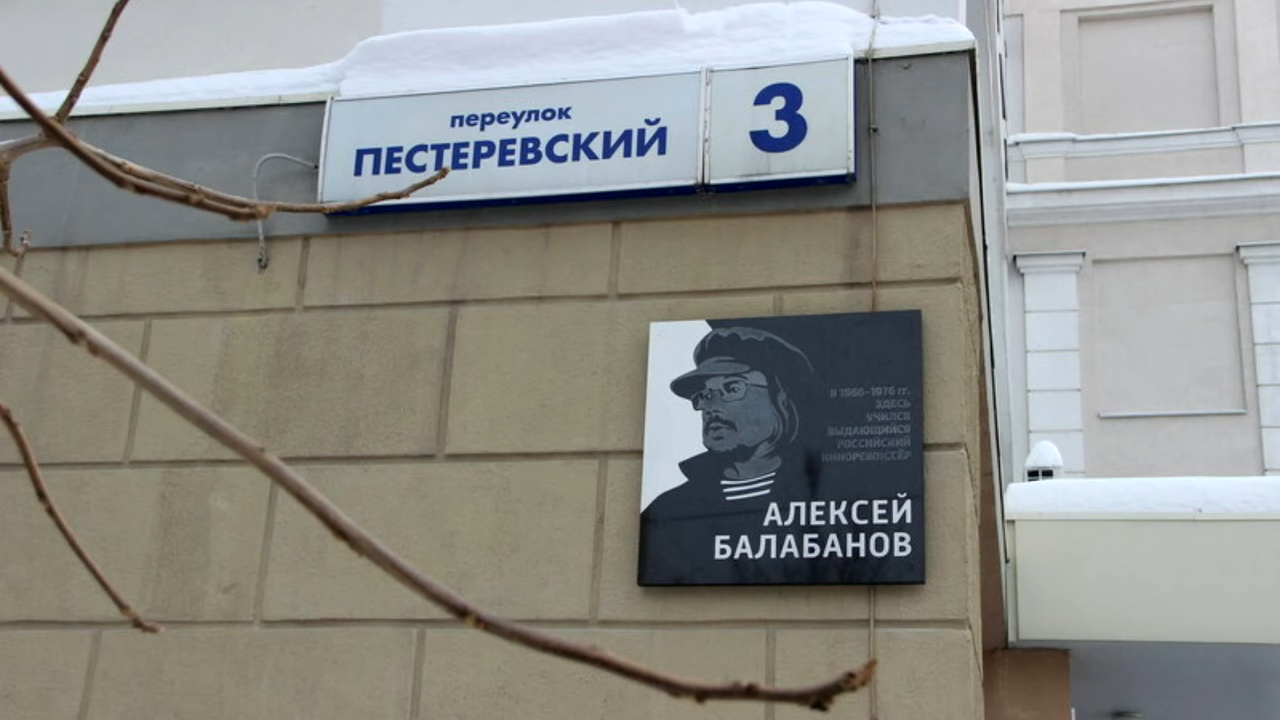 переулок
ПЕСТЕРЕВСКИЙ
3
В 1966-1976 гг.
ЗДЕСЬ
УЧИЛСЯ
ВЫДАЮЩИЙСЯ
РОССИЙСКИЙ
КИНОРЕЖИССЁР
АЛЕКСЕЙ
БАЛАБАНОВ